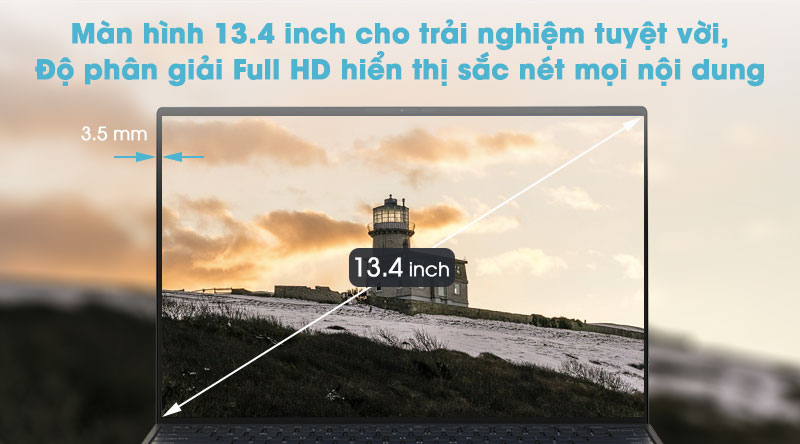 Màn hình 13.4 inch cho trải nghiệm tuyệt vời,
Độ phân giải Full HD hiển thị sắc nét mọi nội dung
3.5 mm
13.4 inch